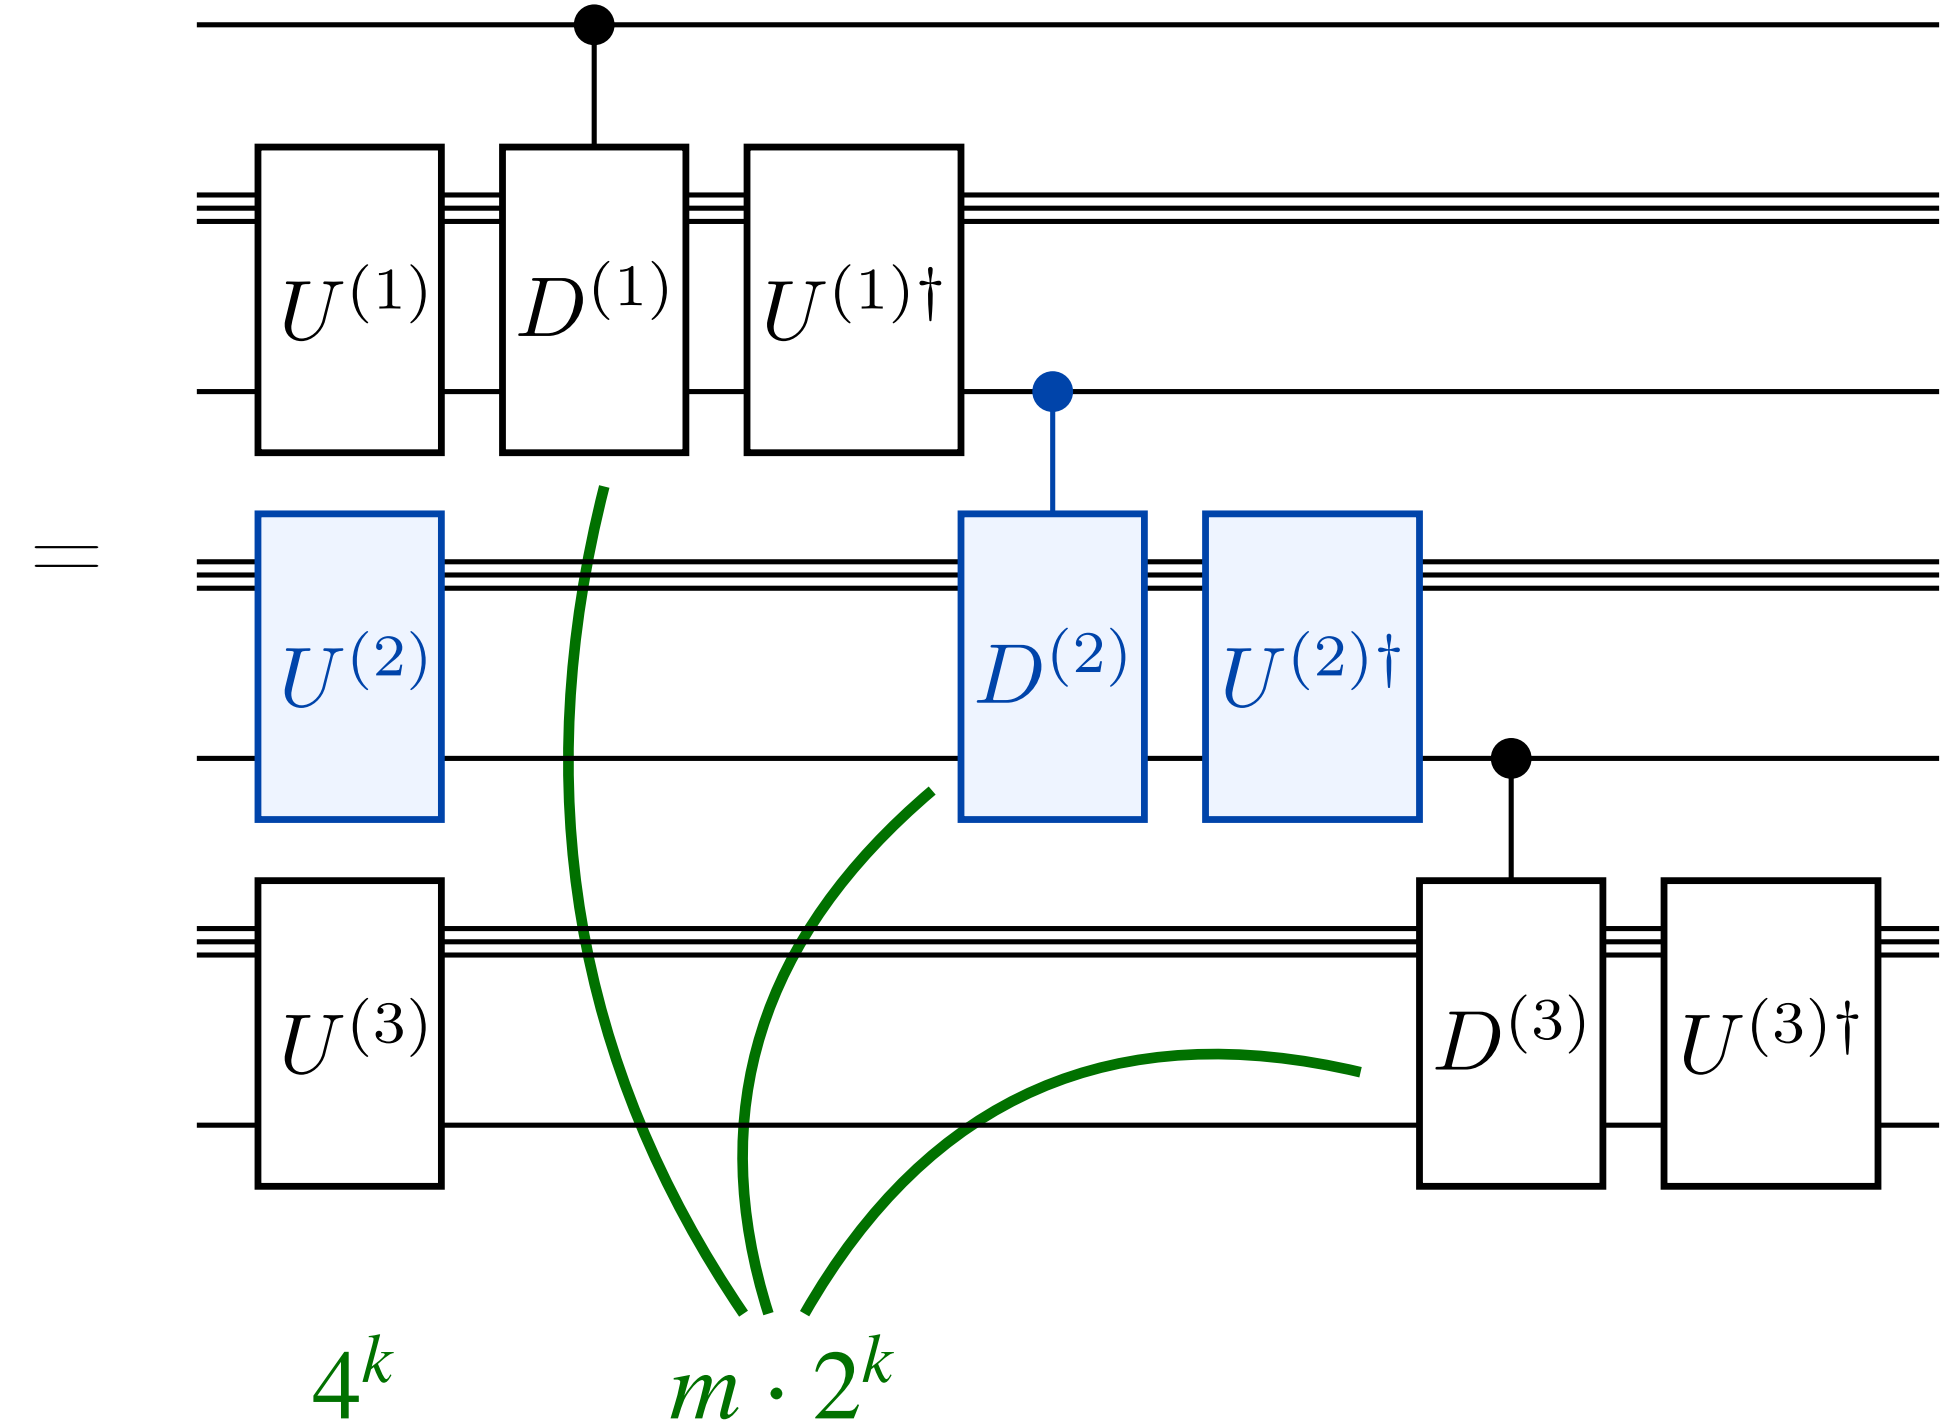 U^{(1)} D^{(1)} U^{(1)†}
=
U^{(2)} D^{(2)} U^{(2)†}
U^{(3)} D^{(3)} U^{(3)†}
4^k m · 2^k